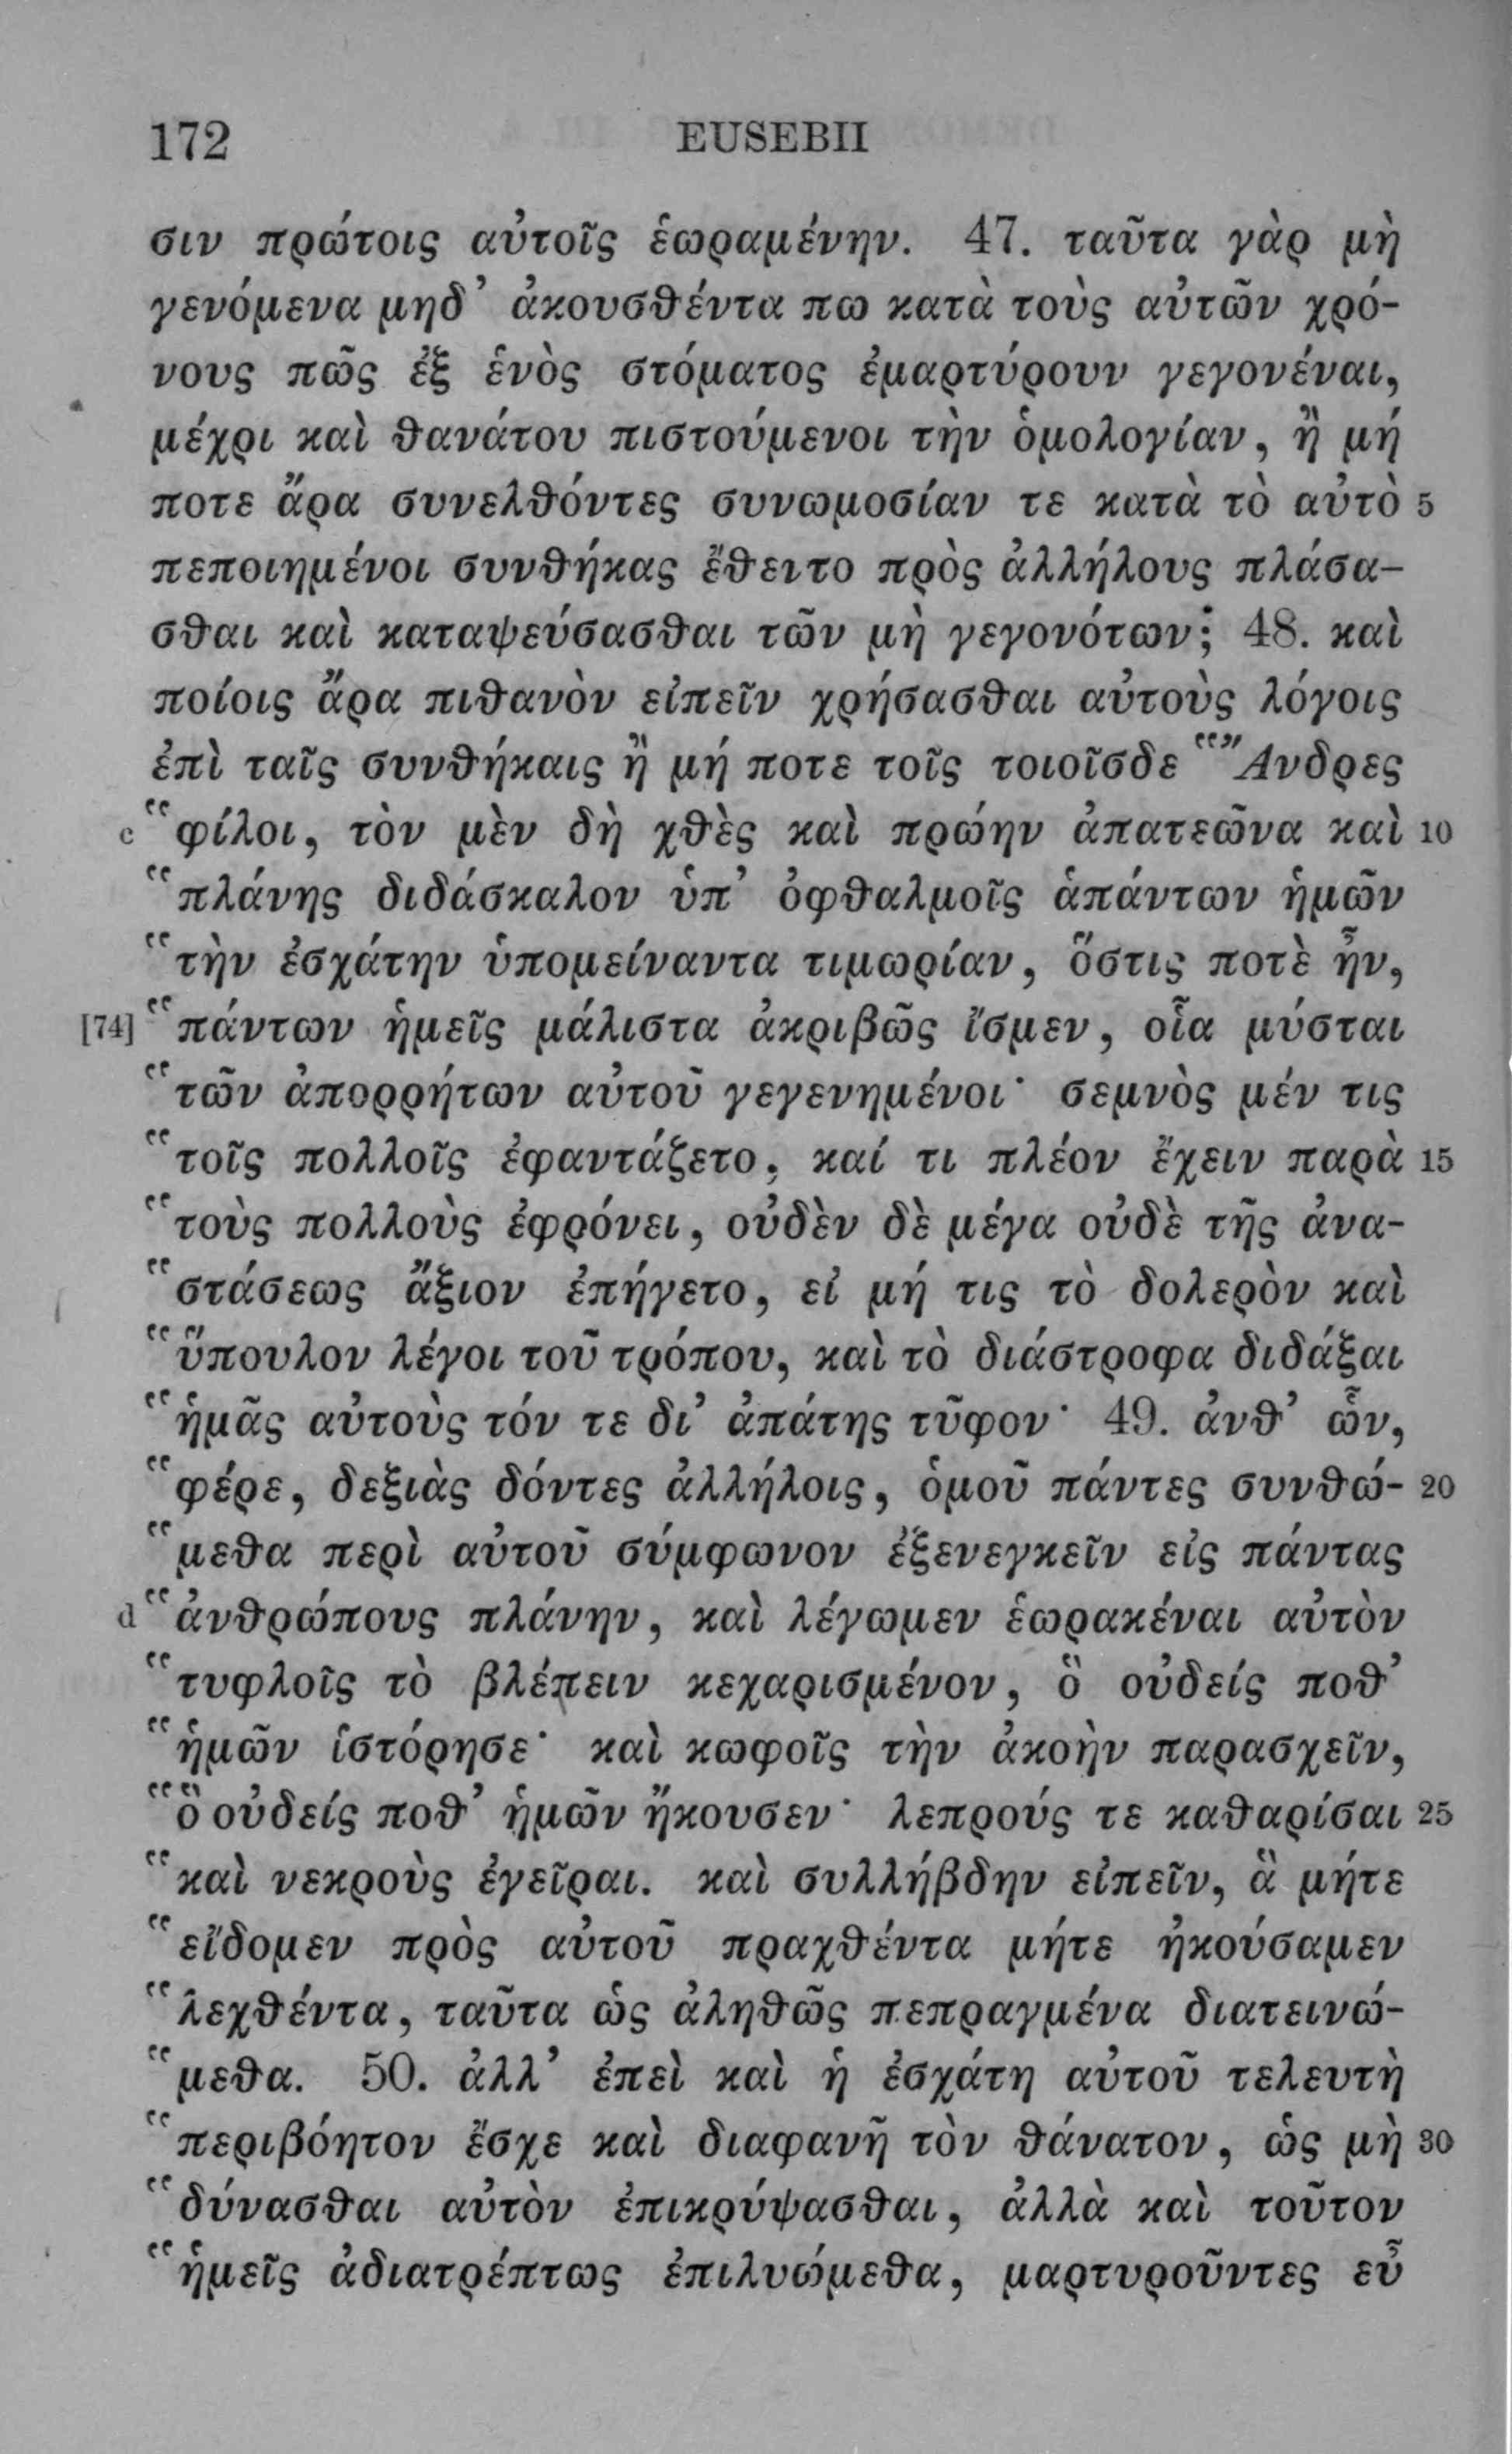 172 EUSEBII
σιν πρώτοις αὐτοῖς ἑωραμένην. 47. ταῦτα γὰρ μὴ
γενόμενα μηδ᾽ ἀκουσθέντα πω κατὰ τοὺς αὐτῶν χρό-
νους πῶς ἐξ ἑνὸς στόματος ἐμαρτύρουν γεγονέναι,
μέχρι καὶ θανάτου πιστούμενοι τὴν ὁμολογίαν, ἢ μή
ποτε ἄρα συνελθόντες συνωμοσίαν τε κατὰ τὸ αὐτὸ 5
πεποιημένοι συνθήκας ἔθειτο πρὸς ἀλλήλους πλάσα-
σθαι καὶ καταψεύσασθαι τῶν μὴ γεγονότων; 48. καὶ
ποίοις ἄρα πιθανὸν εἰπεῖν χρήσασθαι αὐτοὺς λόγοις
ἐπὶ ταῖς συνθήκαις ἢ μή ποτε τοῖς τοιοῖσδε “Ἄνδρες
c “φίλοι, τὸν μὲν δὴ χθὲς καὶ πρώην ἀπατεῶνα καὶ 10
“πλάνης διδάσκαλον ὑπ᾽ ὀφθαλμοῖς ἁπάντων ἡμῶν
“τὴν ἐσχάτην ὑπομείναντα τιμωρίαν, ὅστις ποτὲ ἦν,
[74] “πάντων ἡμεῖς μάλιστα ἀκριβῶς ἴσμεν, οἷα μύσται
“τῶν ἀπορρήτων αὐτοῦ γεγενημένοι· σεμνὸς μέν τις
“τοῖς πολλοῖς ἐφαντάζετο, καί τι πλέον ἔχειν παρὰ 15
“τοὺς πολλοὺς ἐφρόνει, οὐδὲν δὲ μέγα οὐδὲ τῆς ἀνα-
“στάσεως ἄξιον ἐπήγετο, εἰ μή τις τὸ δολερὸν καὶ
“ὕπουλον λέγοι τοῦ τρόπου, καὶ τὸ διάστροφα διδάξαι
“ἡμᾶς αὐτοὺς τόν τε δι᾽ ἀπάτης τῦφον· 49. ἀνθ᾽ ὧν,
“φέρε, δεξιὰς δόντες ἀλλήλοις, ὁμοῦ πάντες συνθώ- 20
“μεθα περὶ αὐτοῦ σύμφωνον ἐξενεγκεῖν εἰς πάντας
d “ἀνθρώπους πλάνην, καὶ λέγωμεν ἑωρακέναι αὐτὸν
“τυφλοῖς τὸ βλέπειν κεχαρισμένον, ὃ οὐδείς ποθ᾽
“ἡμῶν ἱστόρησε· καὶ κωφοῖς τὴν ἀκοὴν παρασχεῖν,
“ὃ οὐδείς ποθ᾽ ἡμῶν ἤκουσεν· λεπρούς τε καθαρίσαι 25
“καὶ νεκροὺς ἐγεῖραι. καὶ συλλήβδην εἰπεῖν, ἃ μήτε
“εἴδομεν πρὸς αὐτοῦ πραχθέντα μήτε ἠκούσαμεν
“λεχθέντα, ταῦτα ὡς ἀληθῶς πεπραγμένα διατεινώ-
“μεθα. 50. ἀλλ᾽ ἐπεὶ καὶ ἡ ἐσχάτη αὐτοῦ τελευτὴ
“περιβόητον ἔσχε καὶ διαφανῆ τὸν θάνατον, ὡς μὴ 30
“δύνασθαι αὐτὸν ἐπικρύψασθαι, ἀλλὰ καὶ τοῦτον
“ἡμεῖς ἀδιατρέπτως ἐπιλυώμεθα, μαρτυροῦντες εὖ